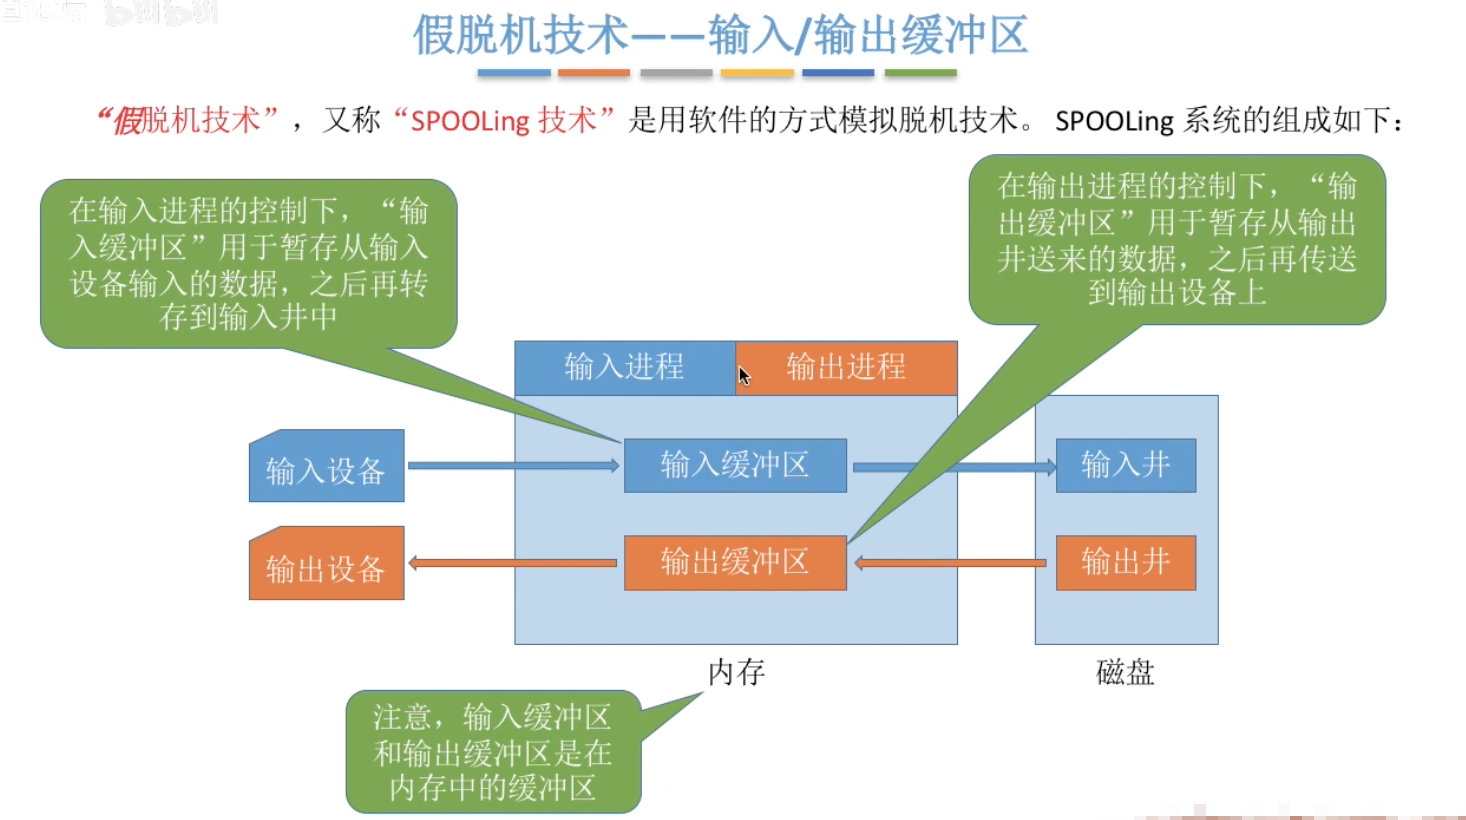 假脱机技术——输入/输出缓冲区
“假脱机技术”，又称“SPOOLing 技术”是用软件的方式模拟脱机技术。 SPOOLing 系统的组成如下：
在输入进程的控制下，“输
入缓冲区”用于暂存从输入
设备输入的数据，之后再转
存到输入井中
在输出进程的控制下，“输
出缓冲区”用于暂存从输出
井送来的数据，之后再传送
到输出设备上
输入进程
输出进程
输入设备
输入缓冲区
输入井
输出设备
输出缓冲区
输出井
内存
磁盘
注意，输入缓冲区
和输出缓冲区是在
内存中的缓冲区